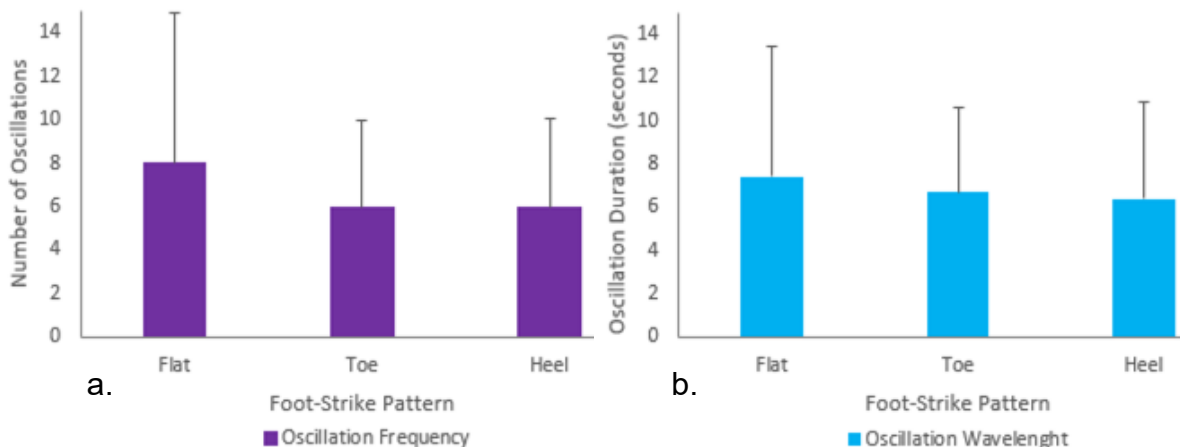 Number of Oscillations
14
12
10
8
6
4
2
0
Flat Toe Heel
a.
Foot-Strike Pattern
Oscillation Frequency
Oscillation Duration (seconds)
14
12
10
8
6
4
2
0
Flat Toe Heel
b.
Foot-Strike Pattern
Oscillation Wavelenght